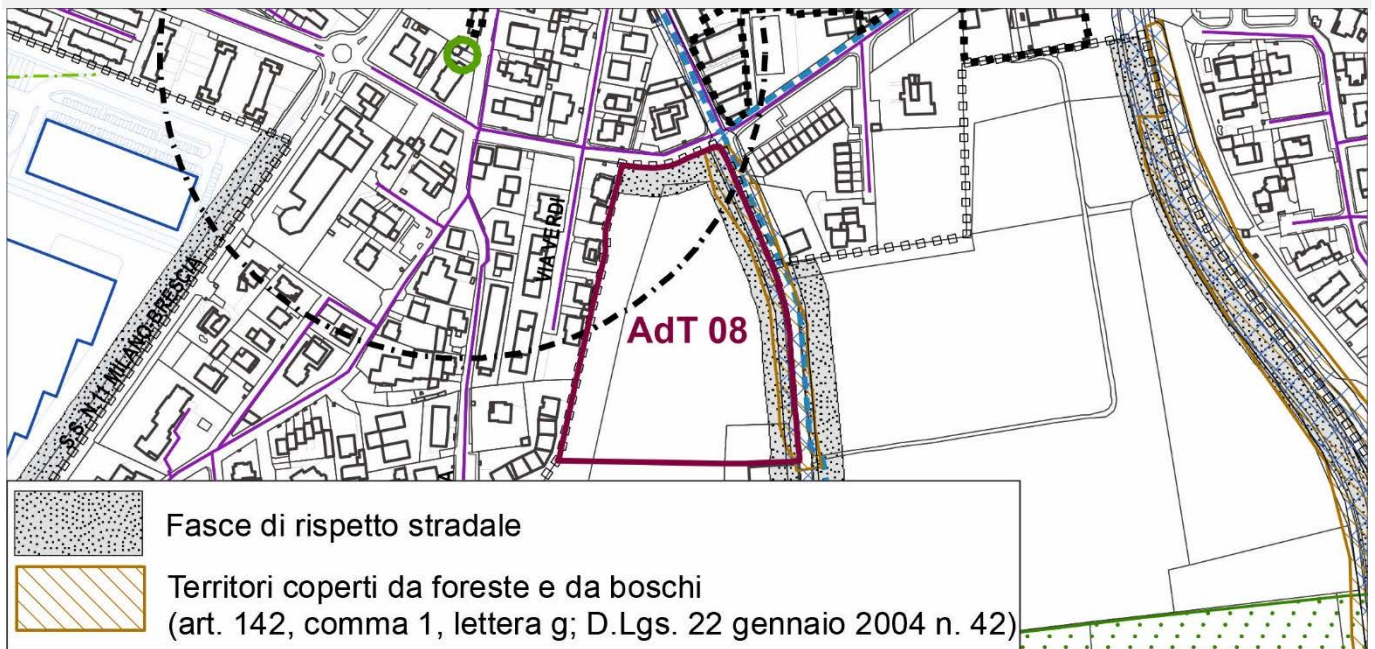 VIA VERDI
AdT 08
S.S. N.11 MILANO-BRESCIA
A
Fasce di rispetto stradale
Territori coperti da foreste e da boschi
(art. 142, comma 1, lettera g; D.Lgs. 22 gennaio 2004 n. 42)